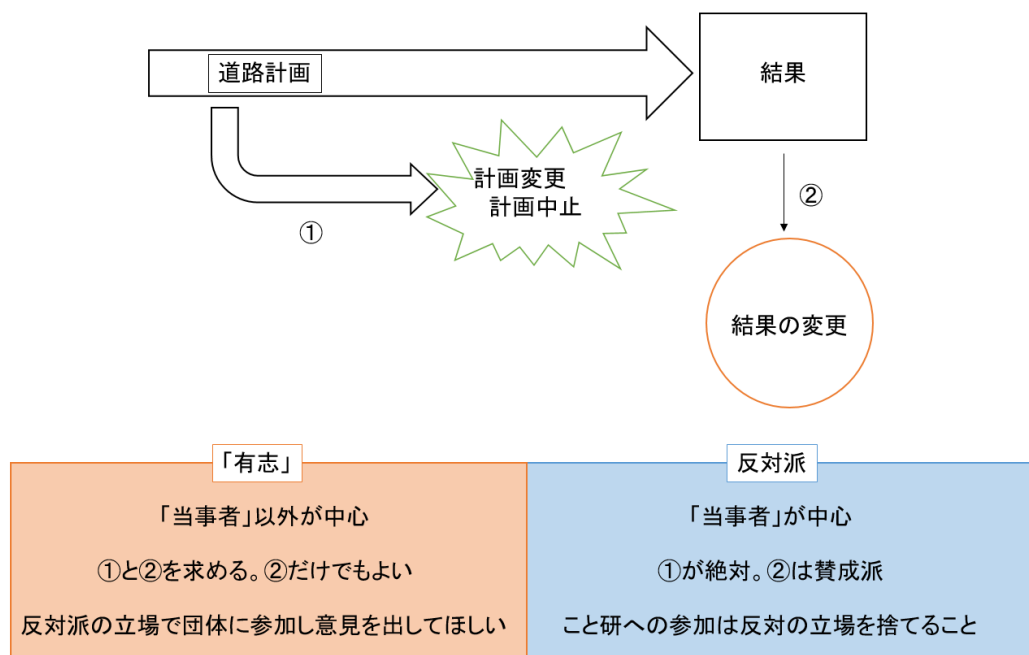 道路計画
結果
計画変更
計画中止
①
②
結果の変更
「有志」
「当事者」以外が中心
①と②を求める。②だけでもよい
反対派の立場で団体に参加し意見を出してほしい
反対派
「当事者」が中心
①が絶対。②は賛成派
こと研への参加は反対の立場を捨てること